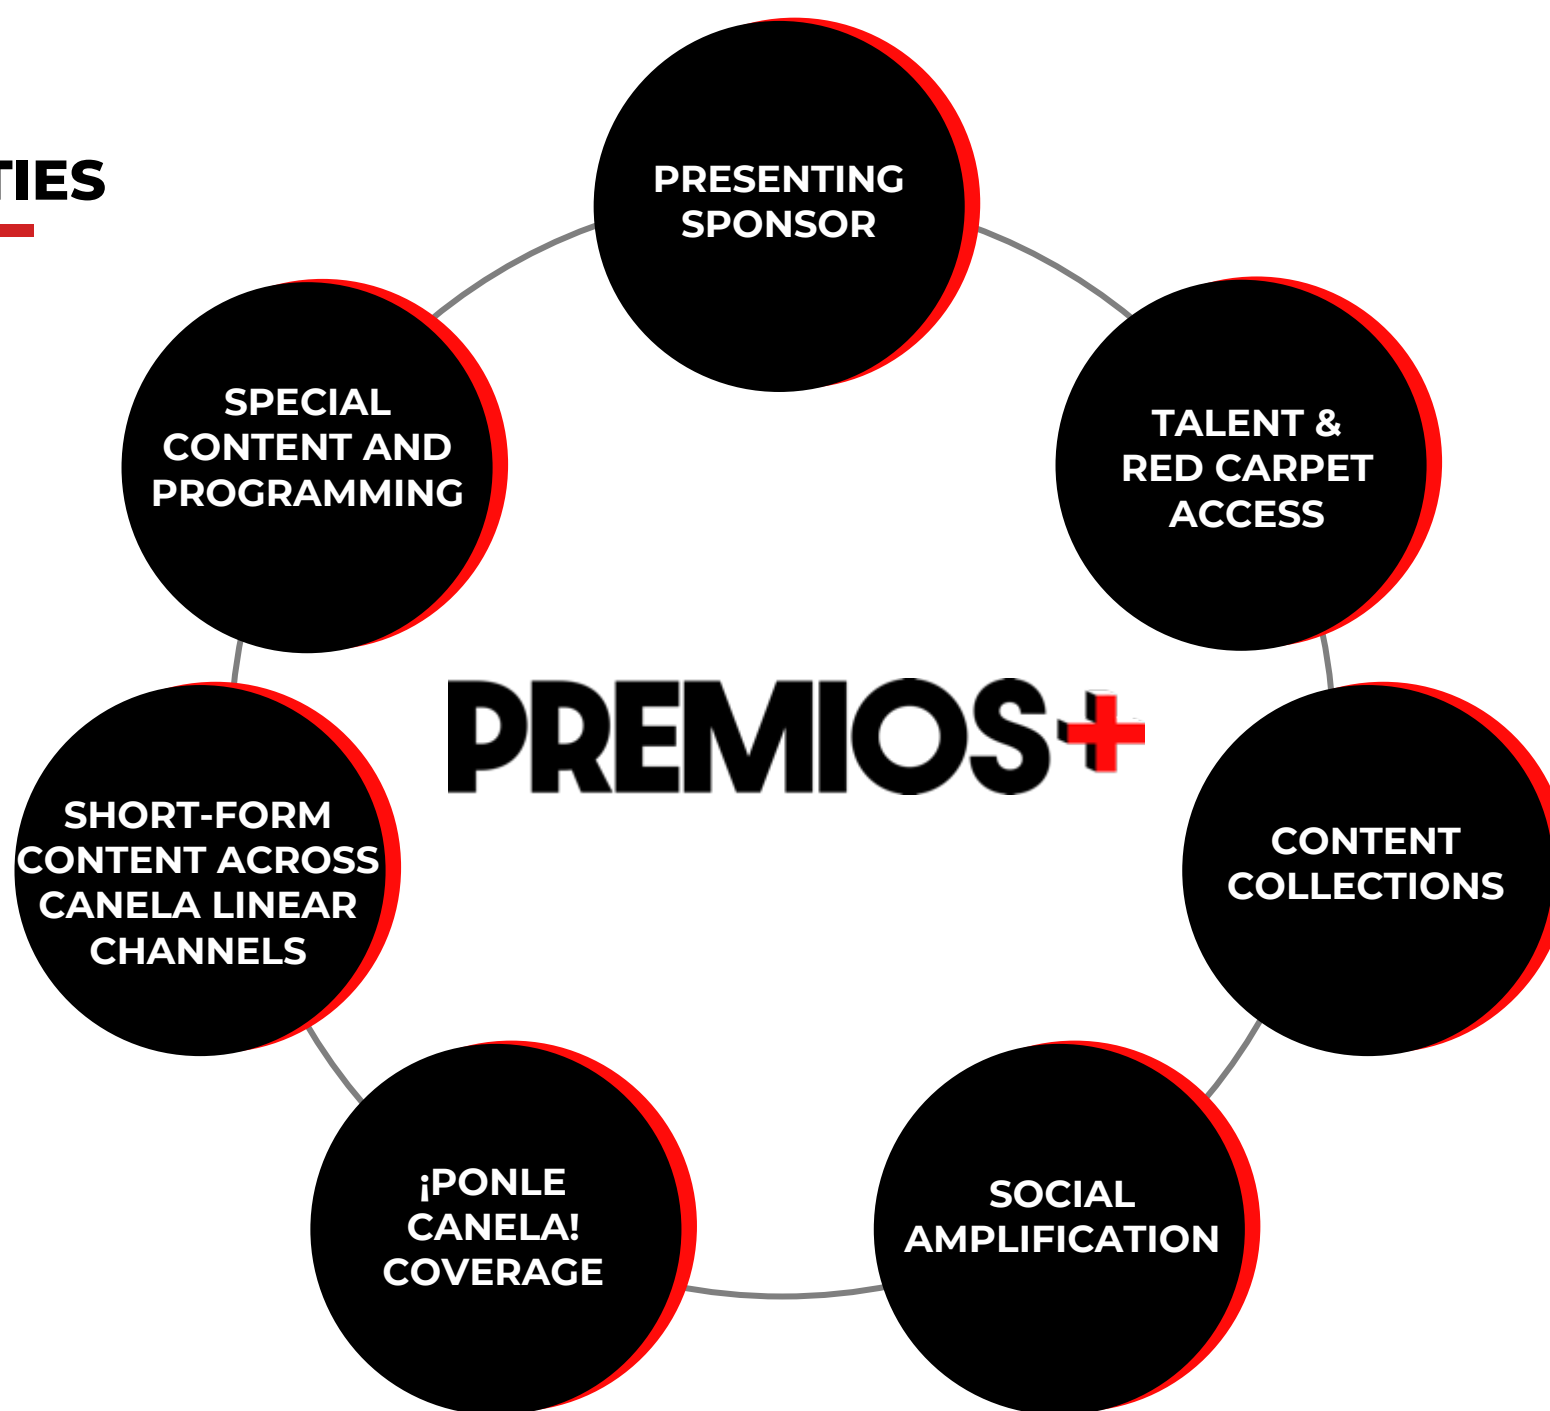 TIES
PRESENTING
SPONSOR
TALENT &
RED CARPET
ACCESS
CONTENT
COLLECTIONS
SOCIAL
AMPLIFICATION
¡PONLE
CANELA!
COVERAGE
SHORT-FORM
CONTENT ACROSS
CANELA LINEAR
CHANNELS
SPECIAL
CONTENT AND
PROGRAMMING
PREMIOS+